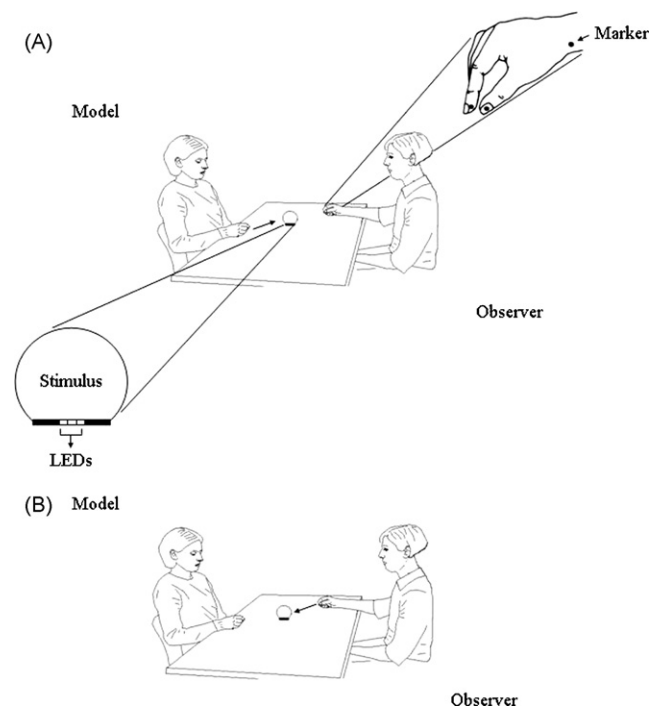 (A)
Marker
Model
Observer
Stimulus
LEDs
(B) Model
Observer